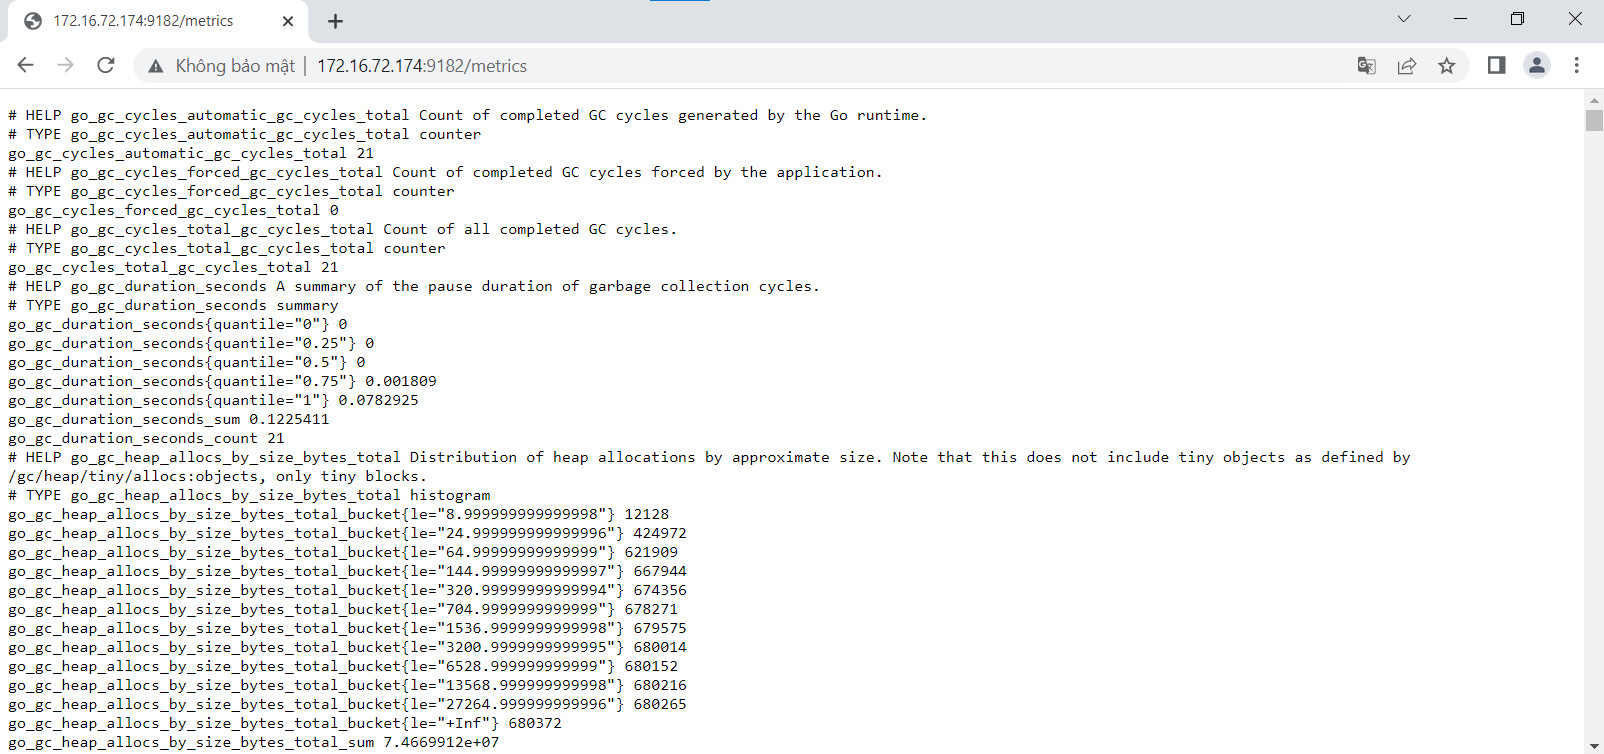 172.16.72.174:9182/metrics
Không bảo mật | 172.16.72.174:9182/metrics
# HELP go_gc_cycles_automatic_gc_cycles_total Count of completed GC cycles generated by the Go runtime.
# TYPE go_gc_cycles_automatic_gc_cycles_total counter
go_gc_cycles_automatic_gc_cycles_total 21
# HELP go_gc_cycles_forced_gc_cycles_total Count of completed GC cycles forced by the application.
# TYPE go_gc_cycles_forced_gc_cycles_total counter
go_gc_cycles_forced_gc_cycles_total 0
# HELP go_gc_cycles_total_gc_cycles_total Count of all completed GC cycles.
# TYPE go_gc_cycles_total_gc_cycles_total counter
go_gc_cycles_total_gc_cycles_total 21
# HELP go_gc_duration_seconds A summary of the pause duration of garbage collection cycles.
# TYPE go_gc_duration_seconds summary
go_gc_duration_seconds{quantile="0"} 0
go_gc_duration_seconds{quantile="0.25"} 0
go_gc_duration_seconds{quantile="0.5"} 0
go_gc_duration_seconds{quantile="0.75"} 0.001809
go_gc_duration_seconds{quantile="1"} 0.0782925
go_gc_duration_seconds_sum 0.1225411
go_gc_duration_seconds_count 21
# HELP go_gc_heap_allocs_by_size_bytes_total Distribution of heap allocations by approximate size. Note that this does not include tiny objects as defined by
/gc/heap/tiny/allocs:objects, only tiny blocks.
# TYPE go_gc_heap_allocs_by_size_bytes_total histogram
go_gc_heap_allocs_by_size_bytes_total_bucket{le="8.999999999999998"} 12128
go_gc_heap_allocs_by_size_bytes_total_bucket{le="24.999999999999996"} 424972
go_gc_heap_allocs_by_size_bytes_total_bucket{le="64.99999999999999"} 621909
go_gc_heap_allocs_by_size_bytes_total_bucket{le="144.99999999999997"} 667944
go_gc_heap_allocs_by_size_bytes_total_bucket{le="320.99999999999994"} 674356
go_gc_heap_allocs_by_size_bytes_total_bucket{le="704.9999999999999"} 678271
go_gc_heap_allocs_by_size_bytes_total_bucket{le="1536.9999999999998"} 679575
go_gc_heap_allocs_by_size_bytes_total_bucket{le="3200.9999999999995"} 680014
go_gc_heap_allocs_by_size_bytes_total_bucket{le="6528.999999999999"} 680152
go_gc_heap_allocs_by_size_bytes_total_bucket{le="13568.999999999998"} 680216
go_gc_heap_allocs_by_size_bytes_total_bucket{le="27264.999999999996"} 680265
go_gc_heap_allocs_by_size_bytes_total_bucket{le="+Inf"} 680372
go_gc_heap_allocs_by_size_bytes_total_sum 7.4669912e+07